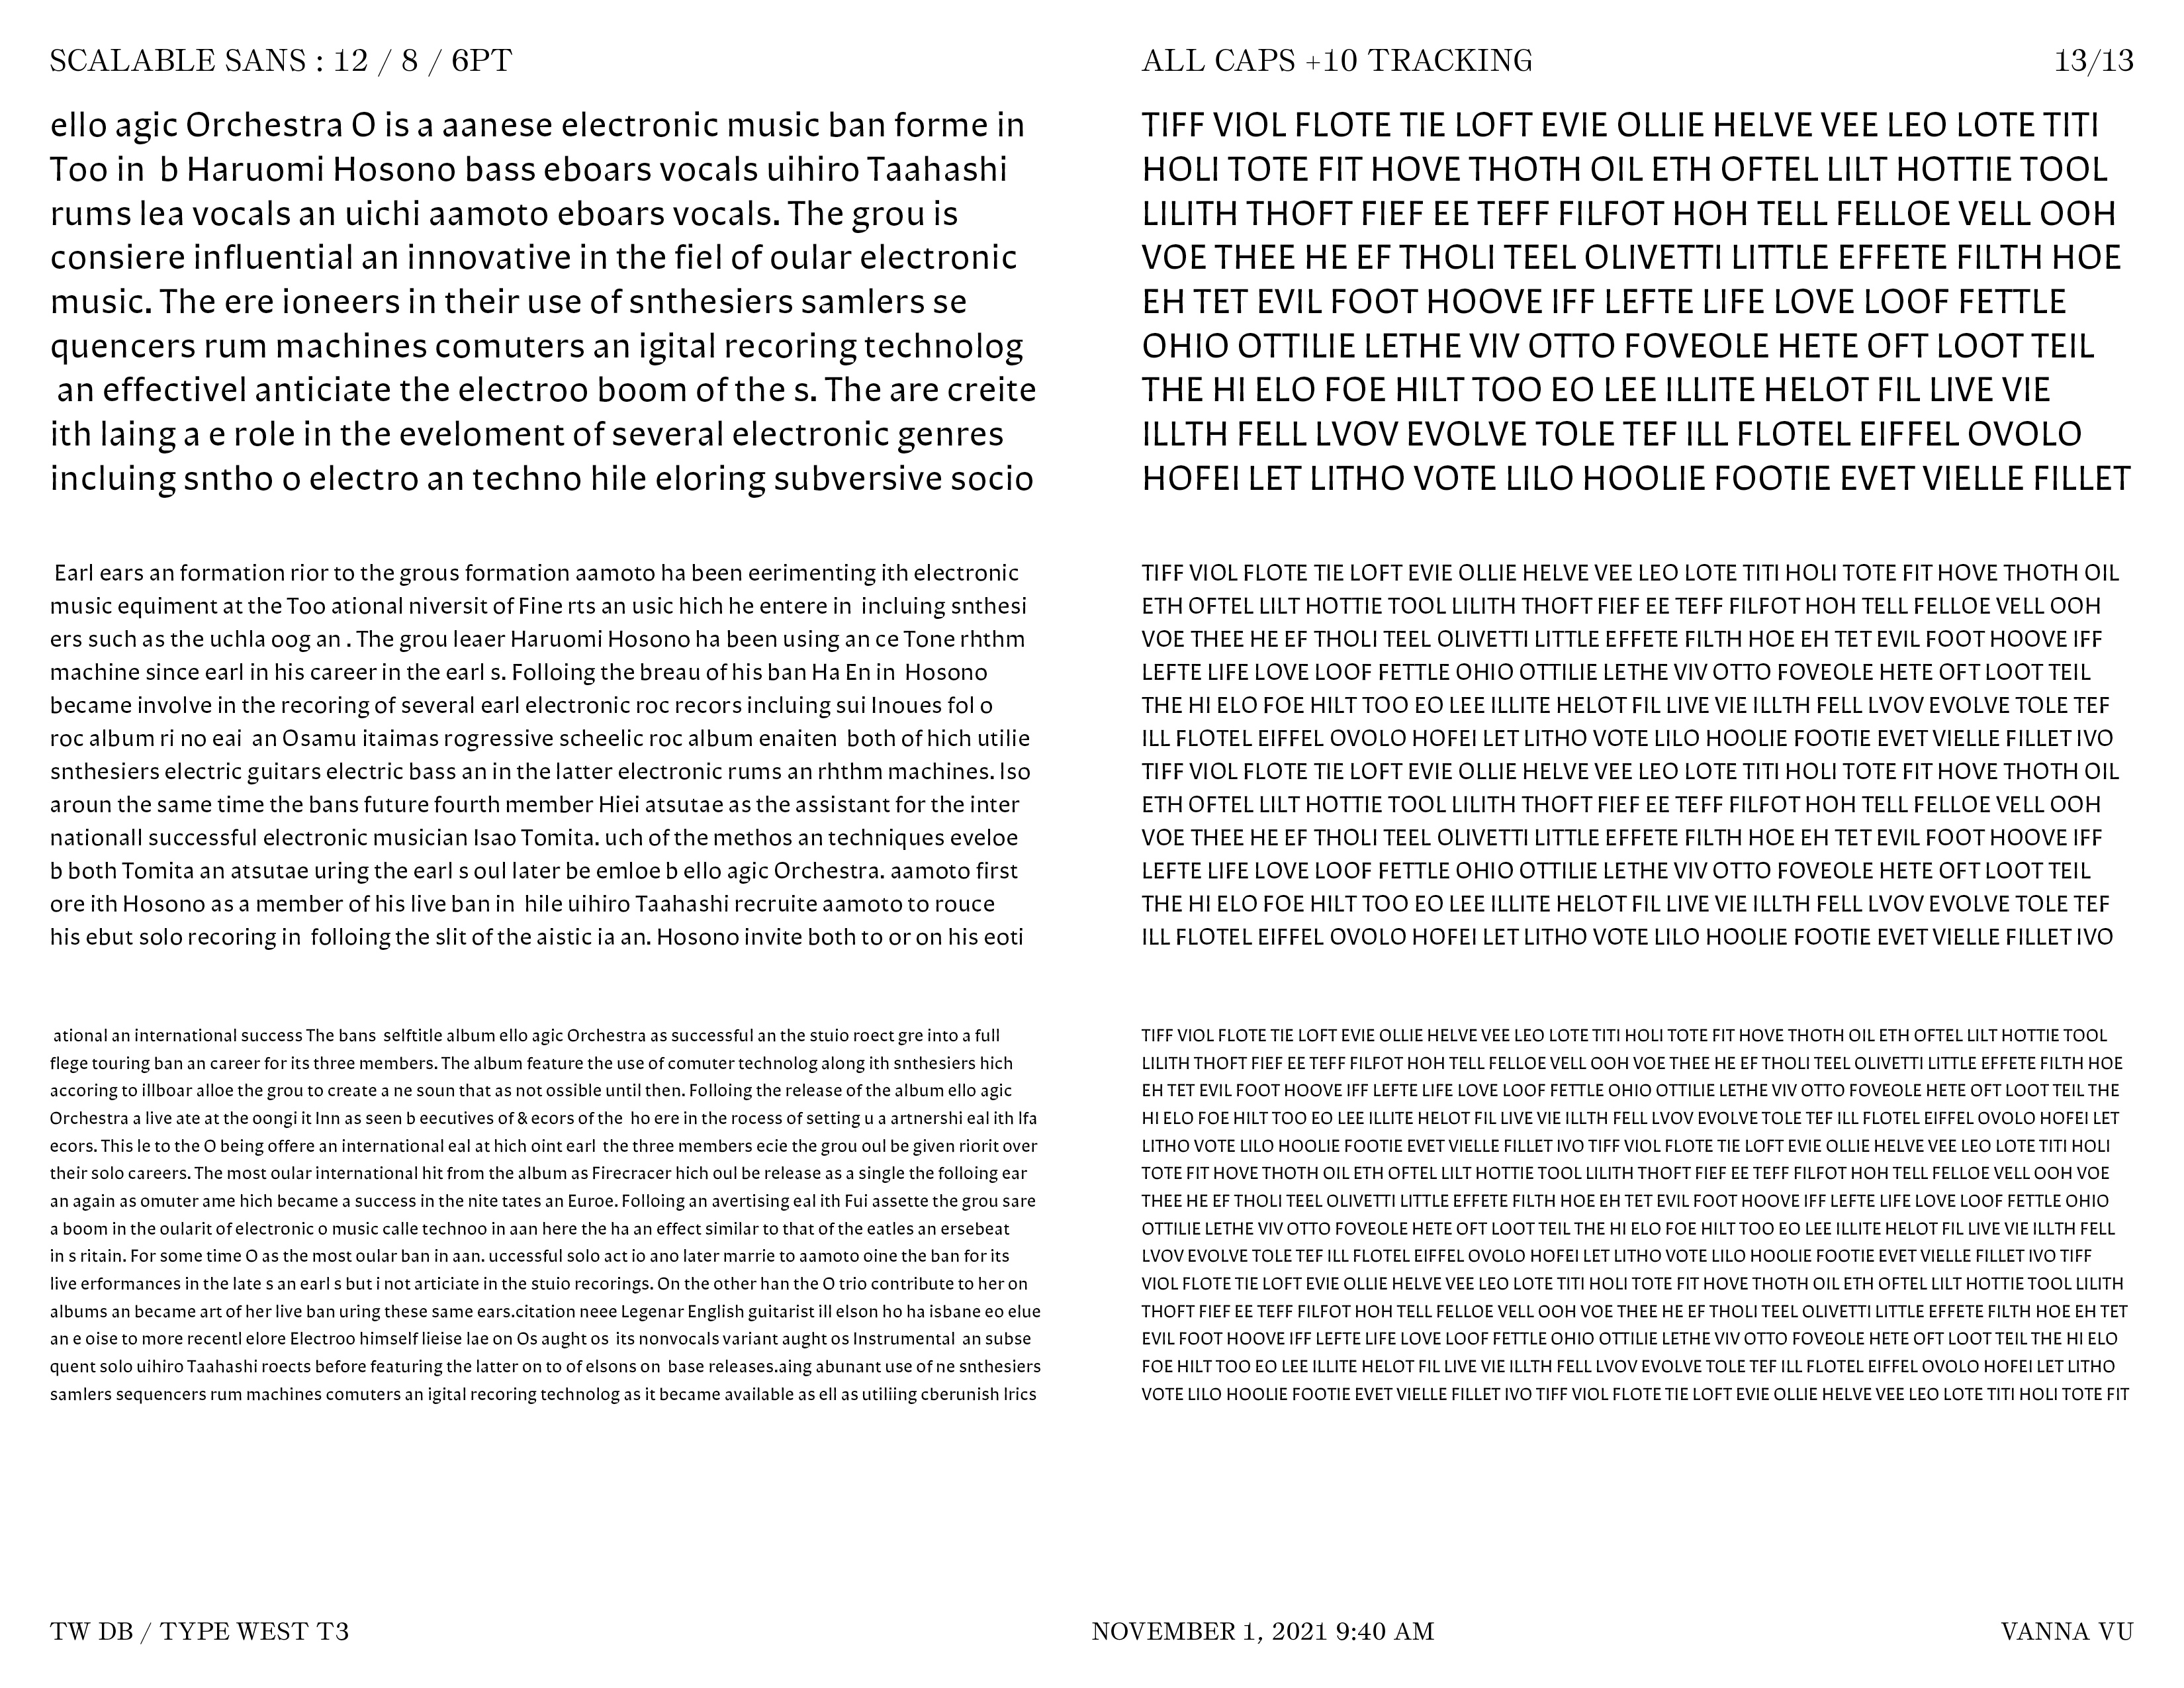 SCALABLE SANS : 12 / 8 / 6PT
ALL CAPS +10 TRACKING
13/13
ello agic Orchestra O is a aanese electronic music ban forme in
Too in  b Haruomi Hosono bass eboars vocals uihiro Taahashi
rums lea vocals an uichi aamoto eboars vocals. The grou is
consiere influential an innovative in the fiel of oular electronic
music. The ere ioneers in their use of snthesiers samlers se
quencers rum machines comuters an igital recoring technolog
an effectivel anticiate the electroo boom of the s. The are creite
ith laing a e role in the eveloment of several electronic genres
incluing sntho o electro an techno hile eloring subversive socio
TIFF VIOL FLOTE TIE LOFT EVIE OLLIE HELVE VEE LEO LOTE TITI
HOLI TOTE FIT HOVE THOTH OIL ETH OFTEL LILT HOTTIE TOOL
LILITH THOFT FIEF EE TEFF FILFOT HOH TELL FELLOE VELL OOH
VOE THEE HE EF THOLI TEEL OLIVETTI LITTLE EFFETE FILTH HOE
EH TET EVIL FOOT HOOVE IFF LEFTE LIFE LOVE LOOF FETTLE
OHIO OTTILIE LETHE VIV OTTO FOVEOLE HETE OFT LOOT TEIL
THE HI ELO FOE HILT TOO EO LEE ILLITE HELOT FIL LIVE VIE
ILLTH FELL LVOV EVOLVE TOLE TEF ILL FLOTEL EIFFEL OVOLO
HOFEI LET LITHO VOTE LILO HOOLIE FOOTIE EVET VIELLE FILLET
Earl ears an formation rior to the grous formation aamoto ha been eerimenting ith electronic
music equiment at the Too ational niversit of Fine rts an usic hich he entere in  incluing snthesi
ers such as the uchla oog an . The grou leaer Haruomi Hosono ha been using an ce Tone rhthm
machine since earl in his career in the earl s. Folloing the breau of his ban Ha En in  Hosono
became involve in the recoring of several earl electronic roc recors incluing sui Inoues fol o
roc album ri no eai  an Osamu itaimas rogressive scheelic roc album enaiten  both of hich utilie
snthesiers electric guitars electric bass an in the latter electronic rums an rhthm machines. lso
aroun the same time the bans future fourth member Hiei atsutae as the assistant for the inter
nationall successful electronic musician Isao Tomita. uch of the methos an techniques eveloe
b both Tomita an atsutae uring the earl s oul later be emloe b ello agic Orchestra. aamoto first
ore ith Hosono as a member of his live ban in  hile uihiro Taahashi recruite aamoto to rouce
his ebut solo recoring in  folloing the slit of the aistic ia an. Hosono invite both to or on his eoti
TIFF VIOL FLOTE TIE LOFT EVIE OLLIE HELVE VEE LEO LOTE TITI HOLI TOTE FIT HOVE THOTH OIL
ETH OFTEL LILT HOTTIE TOOL LILITH THOFT FIEF EE TEFF FILFOT HOH TELL FELLOE VELL OOH
VOE THEE HE EF THOLI TEEL OLIVETTI LITTLE EFFETE FILTH HOE EH TET EVIL FOOT HOOVE IFF
LEFTE LIFE LOVE LOOF FETTLE OHIO OTTILIE LETHE VIV OTTO FOVEOLE HETE OFT LOOT TEIL
THE HI ELO FOE HILT TOO EO LEE ILLITE HELOT FIL LIVE VIE ILLTH FELL LVOV EVOLVE TOLE TEF
ILL FLOTEL EIFFEL OVOLO HOFEI LET LITHO VOTE LILO HOOLIE FOOTIE EVET VIELLE FILLET IVO
TIFF VIOL FLOTE TIE LOFT EVIE OLLIE HELVE VEE LEO LOTE TITI HOLI TOTE FIT HOVE THOTH OIL
ETH OFTEL LILT HOTTIE TOOL LILITH THOFT FIEF EE TEFF FILFOT HOH TELL FELLOE VELL OOH
VOE THEE HE EF THOLI TEEL OLIVETTI LITTLE EFFETE FILTH HOE EH TET EVIL FOOT HOOVE IFF
LEFTE LIFE LOVE LOOF FETTLE OHIO OTTILIE LETHE VIV OTTO FOVEOLE HETE OFT LOOT TEIL
THE HI ELO FOE HILT TOO EO LEE ILLITE HELOT FIL LIVE VIE ILLTH FELL LVOV EVOLVE TOLE TEF
ILL FLOTEL EIFFEL OVOLO HOFEI LET LITHO VOTE LILO HOOLIE FOOTIE EVET VIELLE FILLET IVO
ational an international success The bans  selftitle album ello agic Orchestra as successful an the stuio roect gre into a full
flege touring ban an career for its three members. The album feature the use of comuter technolog along ith snthesiers hich
accoring to illboar alloe the grou to create a ne soun that as not ossible until then. Folloing the release of the album ello agic
Orchestra a live ate at the oongi it Inn as seen b eecutives of & ecors of the  ho ere in the rocess of setting u a artnershi eal ith lfa
ecors. This le to the O being offere an international eal at hich oint earl  the three members ecie the grou oul be given riorit over
their solo careers. The most oular international hit from the album as Firecracer hich oul be release as a single the folloing ear
an again as omuter ame hich became a success in the nite tates an Euroe. Folloing an avertising eal ith Fui assette the grou sare
a boom in the oularit of electronic o music calle technoo in aan here the ha an effect similar to that of the eatles an ersebeat
in s ritain. For some time O as the most oular ban in aan. uccessful solo act io ano later marrie to aamoto oine the ban for its
live erformances in the late s an earl s but i not articiate in the stuio recorings. On the other han the O trio contribute to her on
albums an became art of her live ban uring these same ears.citation neee Legenar English guitarist ill elson ho ha isbane eo elue
an e oise to more recentl elore Electroo himself lieise lae on Os aught os  its nonvocals variant aught os Instrumental  an subse
quent solo uihiro Taahashi roects before featuring the latter on to of elsons on  base releases.aing abunant use of ne snthesiers
samlers sequencers rum machines comuters an igital recoring technolog as it became available as ell as utiliing cberunish lrics
TIFF VIOL FLOTE TIE LOFT EVIE OLLIE HELVE VEE LEO LOTE TITI HOLI TOTE FIT HOVE THOTH OIL ETH OFTEL LILT HOTTIE TOOL
LILITH THOFT FIEF EE TEFF FILFOT HOH TELL FELLOE VELL OOH VOE THEE HE EF THOLI TEEL OLIVETTI LITTLE EFFETE FILTH HOE
EH TET EVIL FOOT HOOVE IFF LEFTE LIFE LOVE LOOF FETTLE OHIO OTTILIE LETHE VIV OTTO FOVEOLE HETE OFT LOOT TEIL THE
HI ELO FOE HILT TOO EO LEE ILLITE HELOT FIL LIVE VIE ILLTH FELL LVOV EVOLVE TOLE TEF ILL FLOTEL EIFFEL OVOLO HOFEI LET
LITHO VOTE LILO HOOLIE FOOTIE EVET VIELLE FILLET IVO TIFF VIOL FLOTE TIE LOFT EVIE OLLIE HELVE VEE LEO LOTE TITI HOLI
TOTE FIT HOVE THOTH OIL ETH OFTEL LILT HOTTIE TOOL LILITH THOFT FIEF EE TEFF FILFOT HOH TELL FELLOE VELL OOH VOE
THEE HE EF THOLI TEEL OLIVETTI LITTLE EFFETE FILTH HOE EH TET EVIL FOOT HOOVE IFF LEFTE LIFE LOVE LOOF FETTLE OHIO
OTTILIE LETHE VIV OTTO FOVEOLE HETE OFT LOOT TEIL THE HI ELO FOE HILT TOO EO LEE ILLITE HELOT FIL LIVE VIE ILLTH FELL
LVOV EVOLVE TOLE TEF ILL FLOTEL EIFFEL OVOLO HOFEI LET LITHO VOTE LILO HOOLIE FOOTIE EVET VIELLE FILLET IVO TIFF
VIOL FLOTE TIE LOFT EVIE OLLIE HELVE VEE LEO LOTE TITI HOLI TOTE FIT HOVE THOTH OIL ETH OFTEL LILT HOTTIE TOOL LILITH
THOFT FIEF EE TEFF FILFOT HOH TELL FELLOE VELL OOH VOE THEE HE EF THOLI TEEL OLIVETTI LITTLE EFFETE FILTH HOE EH TET
EVIL FOOT HOOVE IFF LEFTE LIFE LOVE LOOF FETTLE OHIO OTTILIE LETHE VIV OTTO FOVEOLE HETE OFT LOOT TEIL THE HI ELO
FOE HILT TOO EO LEE ILLITE HELOT FIL LIVE VIE ILLTH FELL LVOV EVOLVE TOLE TEF ILL FLOTEL EIFFEL OVOLO HOFEI LET LITHO
VOTE LILO HOOLIE FOOTIE EVET VIELLE FILLET IVO TIFF VIOL FLOTE TIE LOFT EVIE OLLIE HELVE VEE LEO LOTE TITI HOLI TOTE FIT
TW DB / TYPE WEST T3
NOVEMBER 1, 2021 9:40 AM
VANNA VU